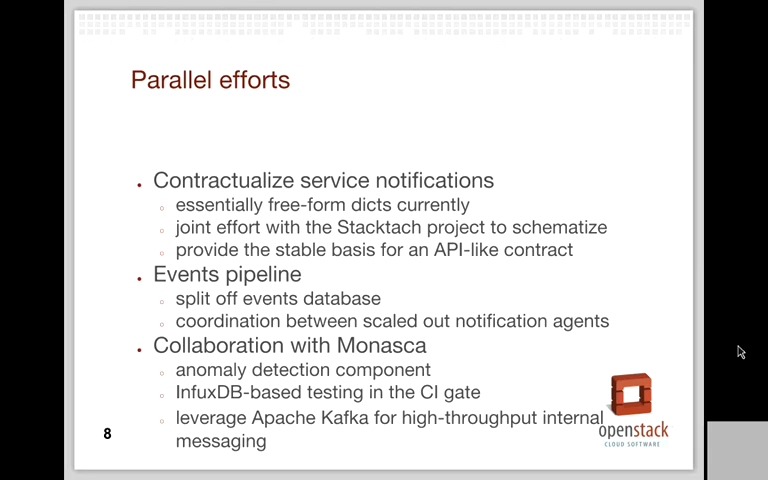 Parallel efforts
Contractualize service notifications
essentially free-form dicts currently
joint effort with the Stacktach project to schematize
provide the stable basis for an API-like contract
Events pipeline
split off events database
coordination between scaled out notification agents
Collaboration with Monasca
anomaly detection component
InfuxDB-based testing in the CI gate
leverage Apache Kafka for high-throughput internal
messaging
8
openstack
CLOUD SOFTWARE